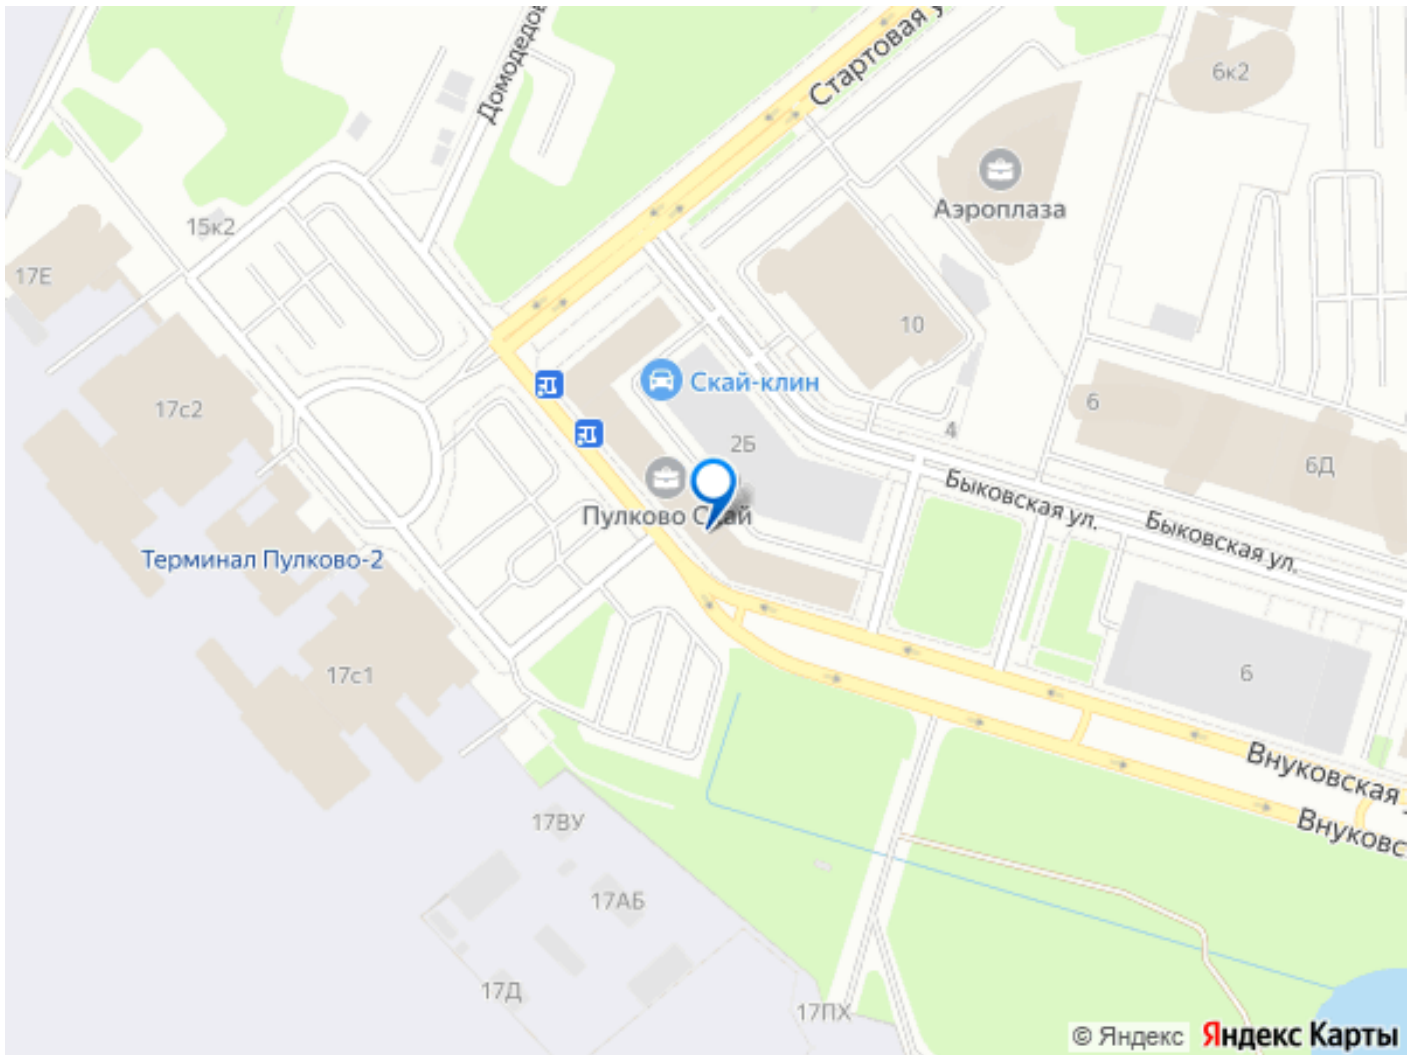 Домодедов
Стартовая у
6к2
Аэроплаза
15к2
17Е
10
Скай-клин
6
17с2
4
2Б
6Д
Быковская ул.
Быковская ул.
Пулково Скай
Терминал Пулково-2
17с1
6
Внуковская у
17ВУ
Внуковс
17АБ
17Д
17ПХ
© Яндекс Яндекс Карты